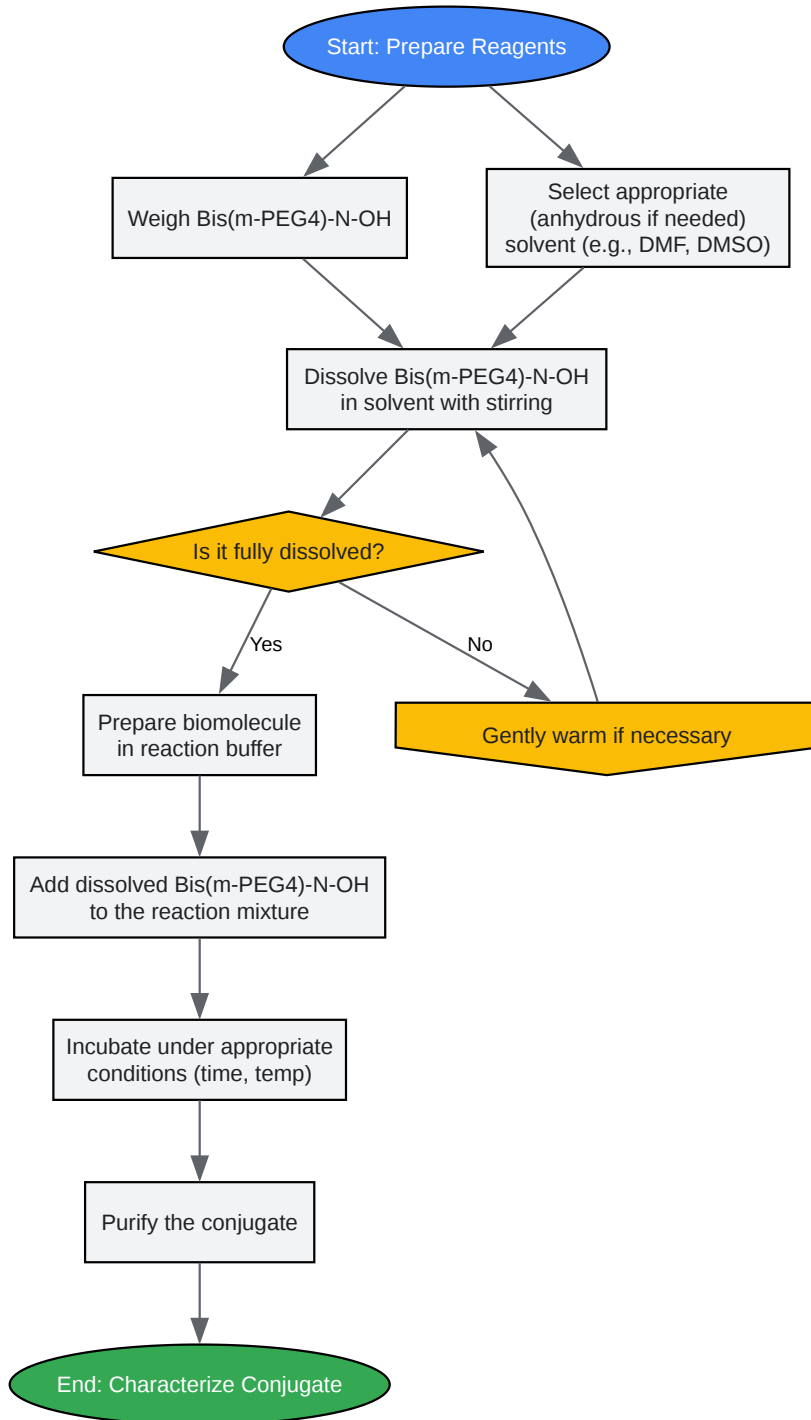 Start: Prepare Reagents
Weigh Bis(m-PEG4)-N-OH
Select appropriate
(anhydrous if needed)
solvent (e.g., DMF, DMSO)
Dissolve Bis(m-PEG4)-N-OH
in solvent with stirring
Is it fully dissolved?
Yes
No
Prepare biomolecule
in reaction buffer
Gently warm if necessary
Add dissolved Bis(m-PEG4)-N-OH
to the reaction mixture
Incubate under appropriate
conditions (time, temp)
Purify the conjugate
End: Characterize Conjugate